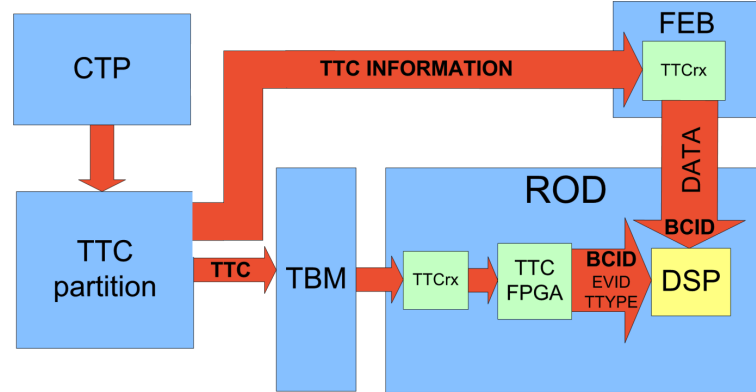 CTP
FEB
TTC INFORMATION
TTCrx
DATA
TTC
partition
TTC
TBM
ROD
BCID
TTCrx
TTC
FPGA
BCID
EVID
TTYPE
DSP